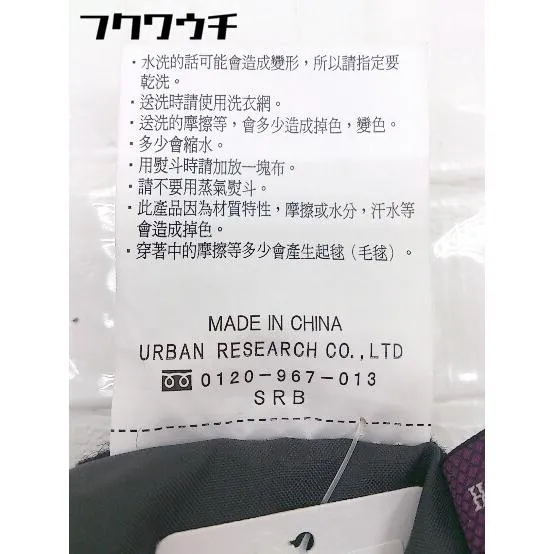 フクワウチ
・水洗的話可能會造成變形，所以請指定要
乾洗。
・送洗時請使用洗衣網。
・送洗的摩擦等，會多少造成掉色，變色。
・多少會縮水。
・用熨斗時請加放一塊布。
・請不要用蒸氣熨斗。
・此產品因為材質特性，摩擦或水分，汗水等
會造成掉色。
・穿著中的摩擦等多少會產生起毬（毛毬）。
MADE IN CHINA
URBAN RESEARCH CO.,LTD
0120-967-013
SRB